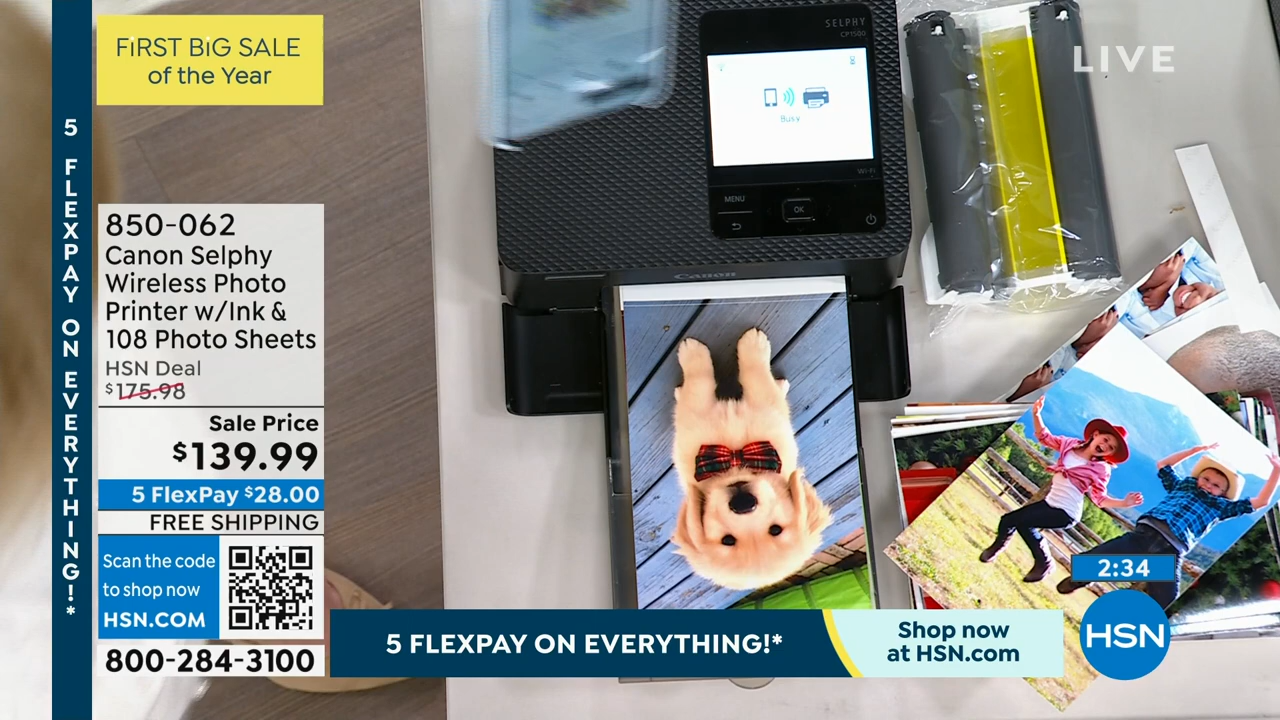 5 FLEXPAY ON EVERYTHING!*
FiRST BiG SALE
of the Year
850-062
Canon Selphy
Wireless Photo
Printer w/Ink &
108 Photo Sheets
HSN Deal
$175.98
Sale Price
$139.99
5 FlexPay $28.00
FREE SHIPPING
Scan the code
to shop now
HSN.COM
800-284-3100
SELPHY
CP1500
Busy
Wi-Fi
MENU
OK
Canon
LIVE
2:34
5 FLEXPAY ON EVERYTHING!*
Shop now
at HSN.com
HSN